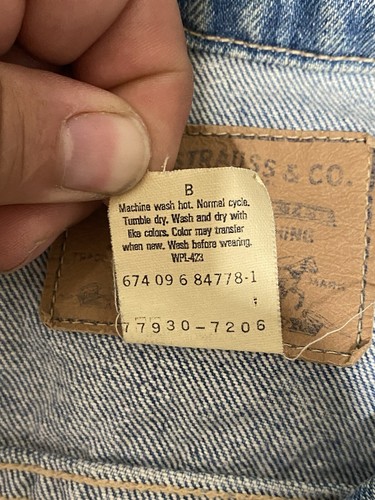 STRAUSS & CO.
B
Machine wash hot. Normal cycle.
Tumble dry. Wash and dry with
like colors. Color may transfer
when new. Wash before wearing.
WPL-423
674 09 6 84778-1
77930-7206
MARK